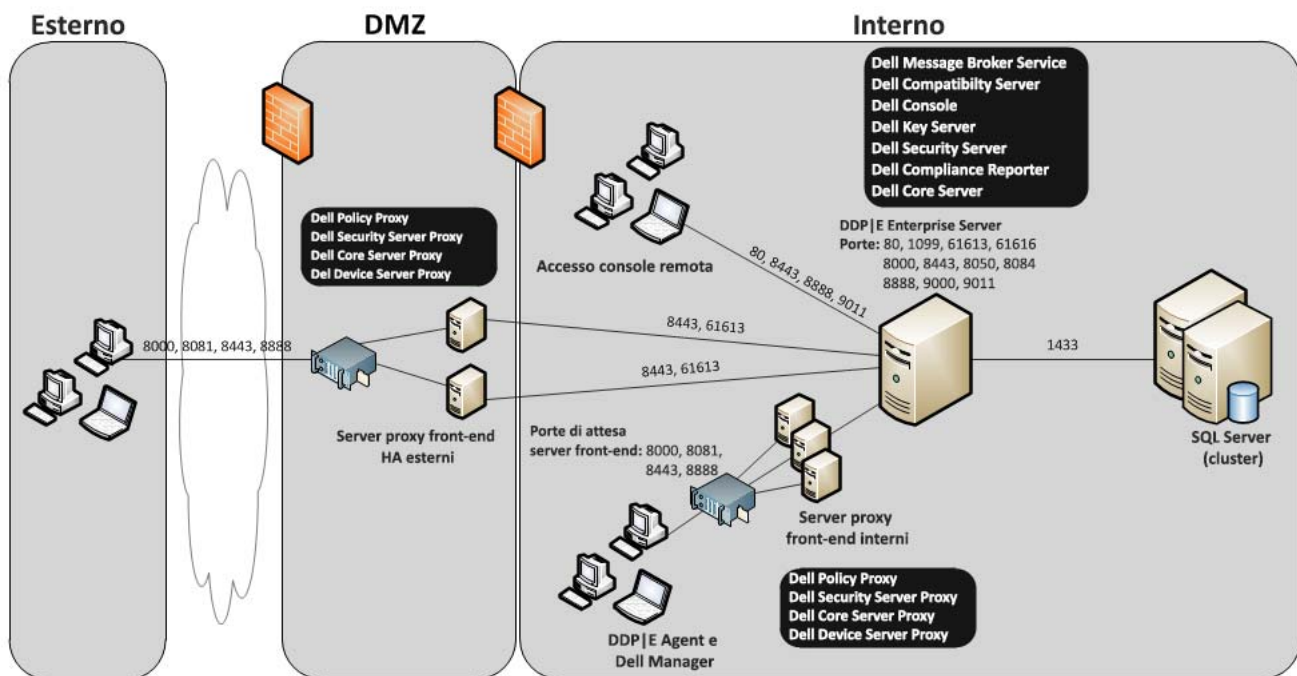 Esterno
DMZ
Interno
Dell Message Broker Service
Dell Compatibilty Server
Dell Console
Dell Key Server
Dell Security Server
Dell Compliance Reporter
Dell Core Server
Dell Policy Proxy
Dell Security Server Proxy
Dell Core Server Proxy
Del Device Server Proxy
DDP|E Enterprise Server
Porte: 80, 1099, 61613, 61616
8000, 8443, 8050, 8084
8888, 9000, 9011
Accesso console remota
80, 8443, 8888, 9011
8443, 61613
8443, 61613
8000, 8081, 8443, 8888
1433
Server proxy front-end
HA esterni
Porte di attesa
server front-end: 8000, 8081,
8443, 8888
SQL Server
(cluster)
Server proxy
front-end interni
Dell Policy Proxy
Dell Security Server Proxy
Dell Core Server Proxy
Dell Device Server Proxy
DDP|E Agent e
Dell Manager